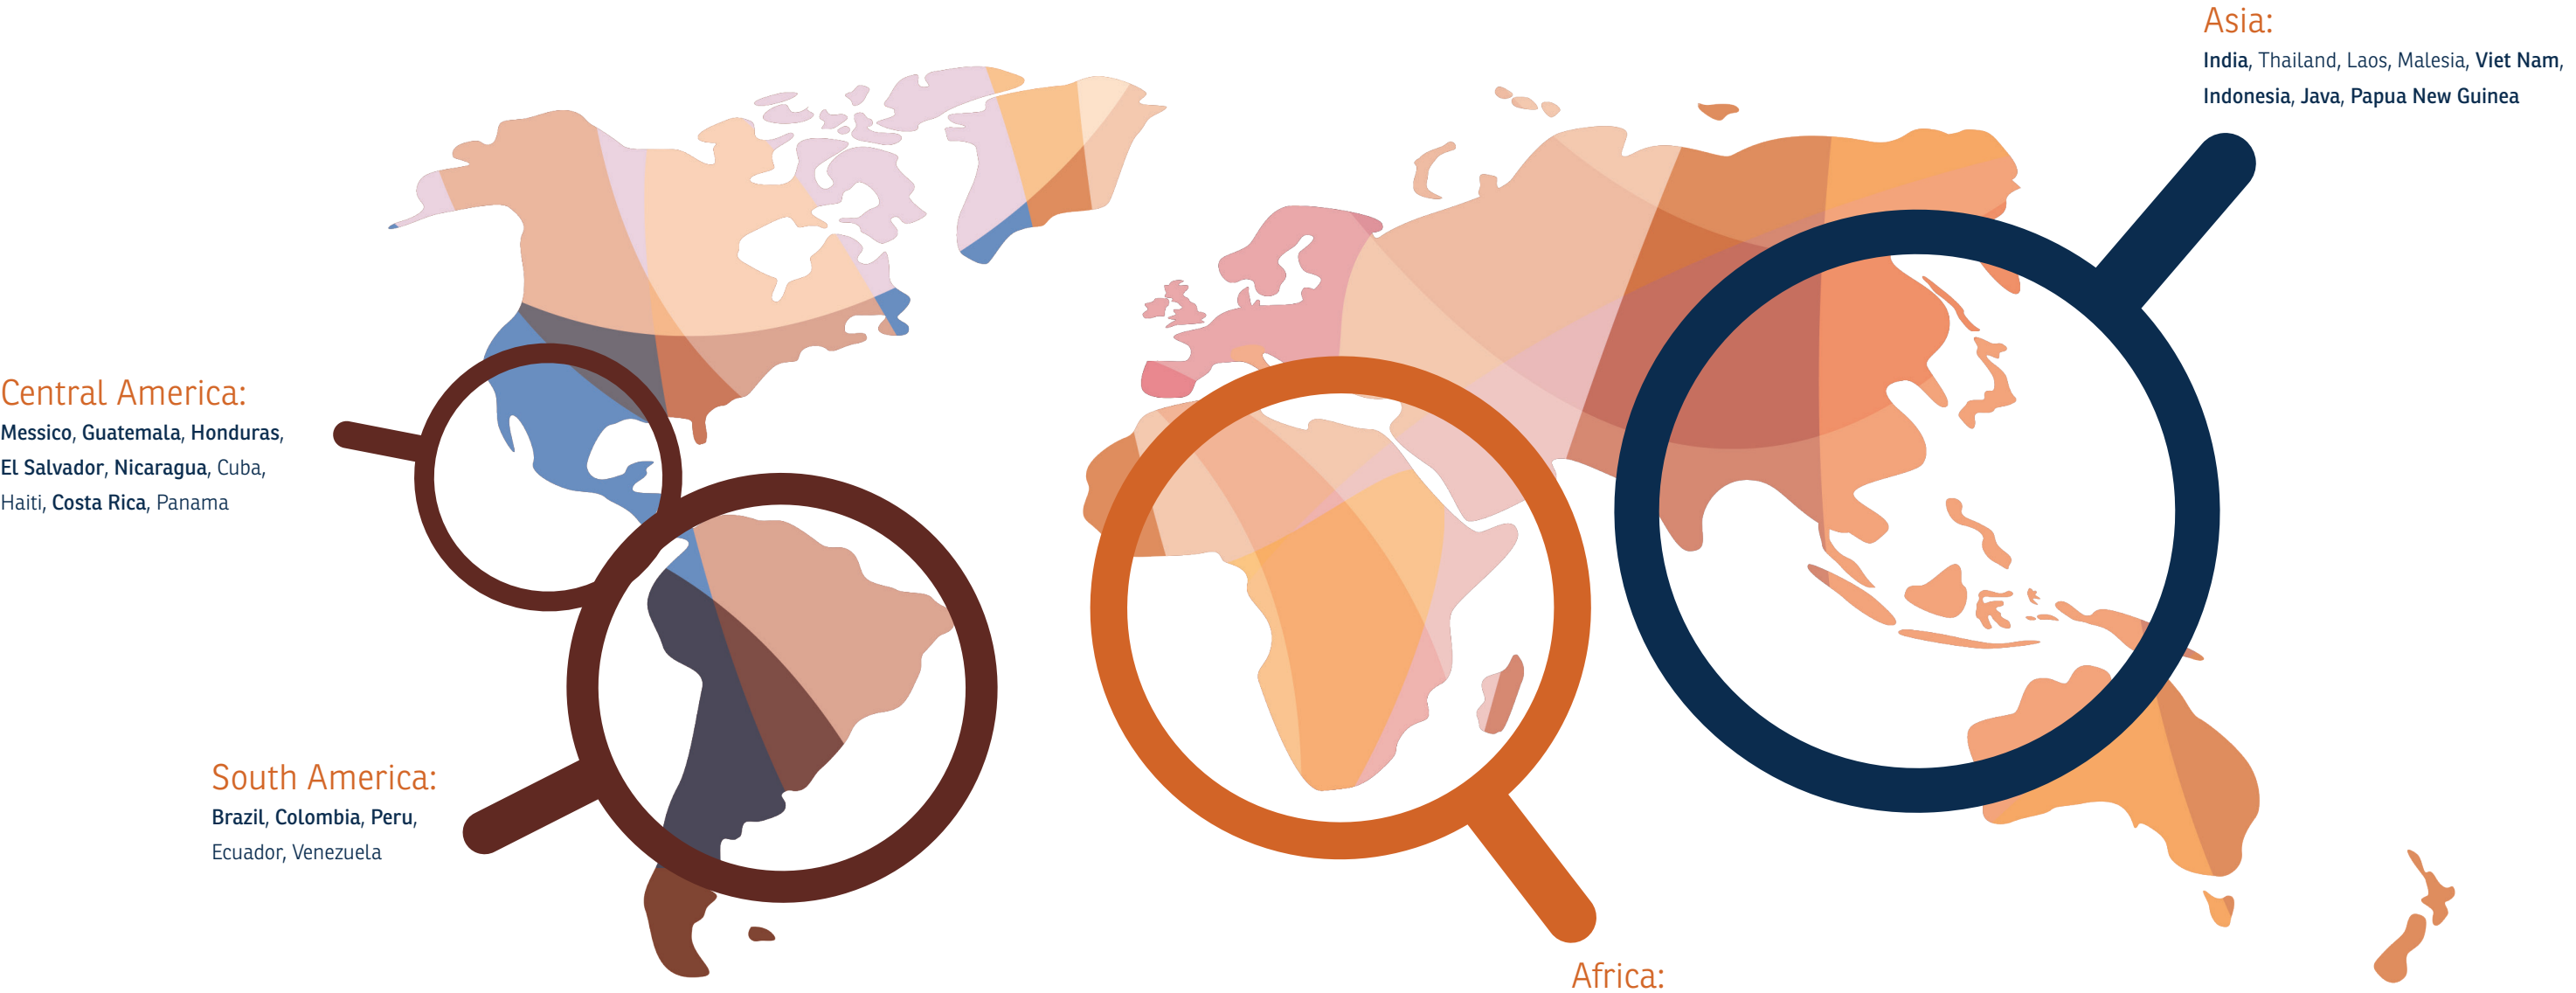 Asia:
India, Thailand, Laos, Malesia, Viet Nam,
Indonesia, Java, Papua New Guinea
Central America:
Messico, Guatemala, Honduras,
El Salvador, Nicaragua, Cuba,
Haiti, Costa Rica, Panama
South America:
Brazil, Colombia, Peru,
Ecuador, Venezuela
Africa: